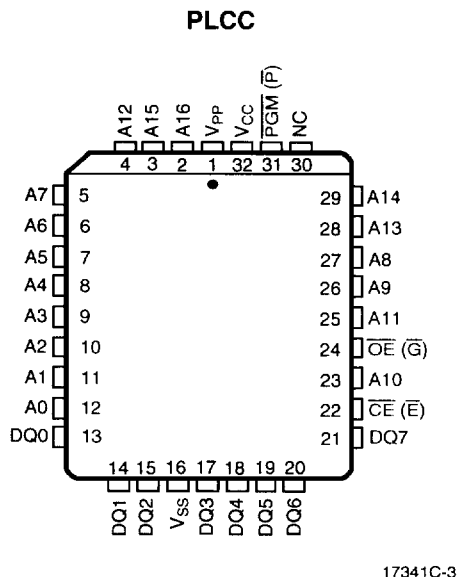 PLCC
A12 A15 A16 VPP VCC P̅G̅M̅ (P̅) NC
4 3 2 1 32 31 30
A7 5 29 A14
A6 6 28 A13
A5 7 27 A8
A4 8 26 A9
A3 9 25 A11
A2 10 24 O̅E̅ (G̅)
A1 11 23 A10
A0 12 22 C̅E̅ (E̅)
DQ0 13 21 DQ7
14 15 16 17 18 19 20
DQ1 DQ2 VSS DQ3 DQ4 DQ5 DQ6
17341C-3